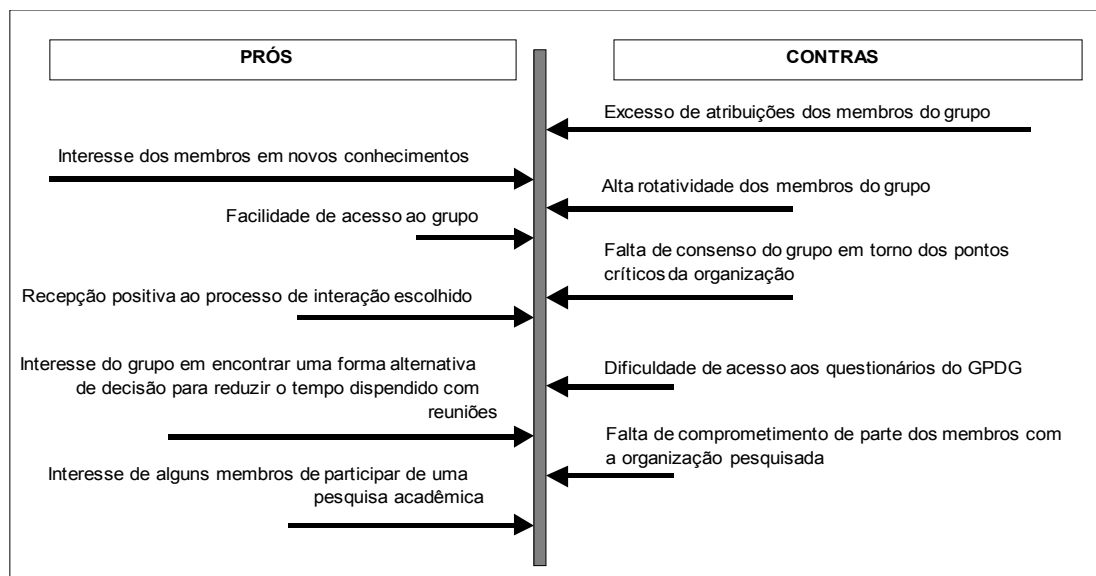 PRÓS
Interesse dos membros em novos conhecimentos
Facilidade de acesso ao grupo
Recepção positiva ao processo de interação escolhido
Interesse do grupo em encontrar uma forma alternativa
de decisão para reduzir o tempo dispendido com
reuniões
Interesse de alguns membros de participar de uma
pesquisa acadêmica
CONTRAS
Excesso de atribuições dos membros do grupo
Alta rotatividade dos membros do grupo
Falta de consenso do grupo em torno dos pontos
críticos da organização
Dificuldade de acesso aos questionários do GPDG
Falta de comprometimento de parte dos membros com
a organização pesquisada